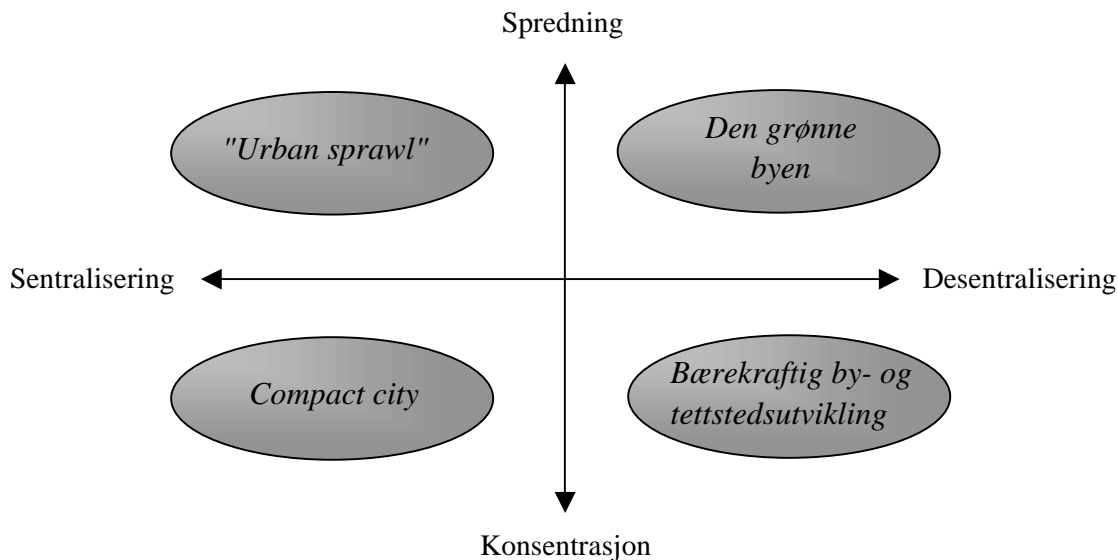 Spredning
"Urban sprawl"
Den grønne
byen
Sentralisering
Desentralisering
Compact city
Bærekraftig by- og
tettstedsutvikling
Konsentrasjon